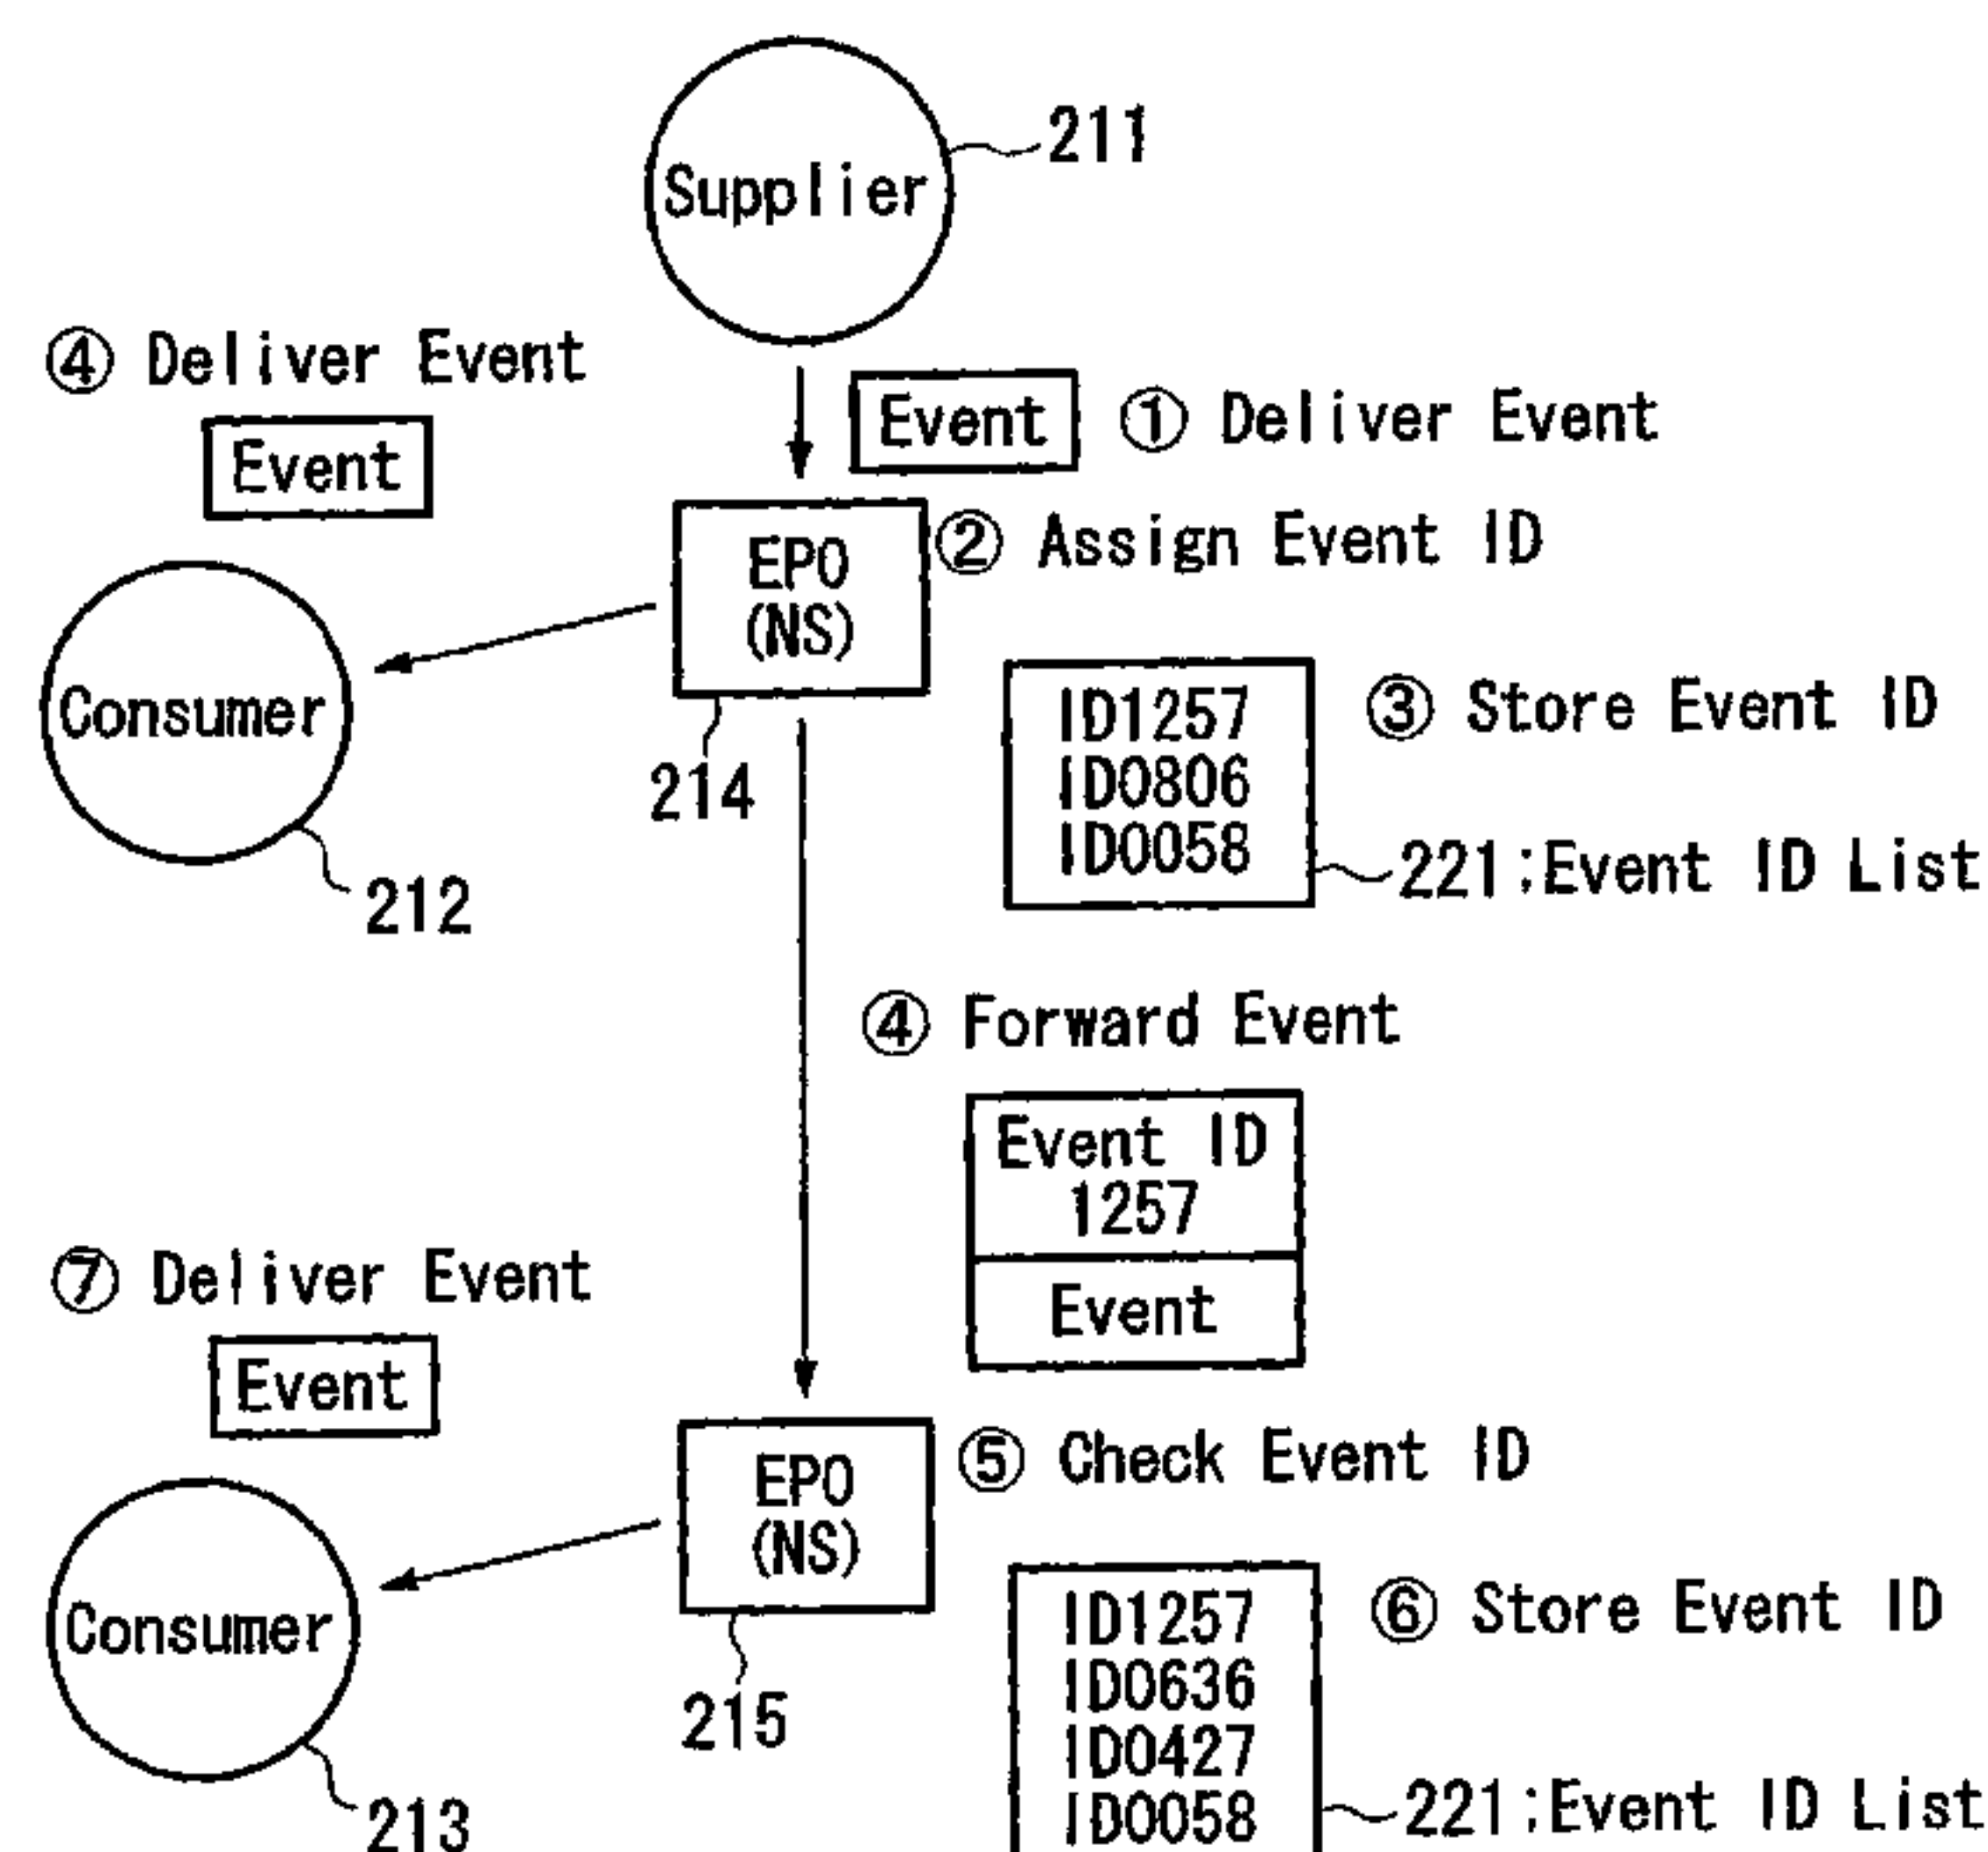 Supplier
211
④ Deliver Event
Event
Event
① Deliver Event
EPO
(NS)
② Assign Event ID
Consumer
212
214
ID1257
ID0806
ID0058
③ Store Event ID
221:Event ID List
④ Forward Event
Event ID
1257
Event
⑦ Deliver Event
Event
EPO
(NS)
⑤ Check Event ID
Consumer
213
215
ID1257
ID0636
ID0427
ID0058
⑥ Store Event ID
221:Event ID List